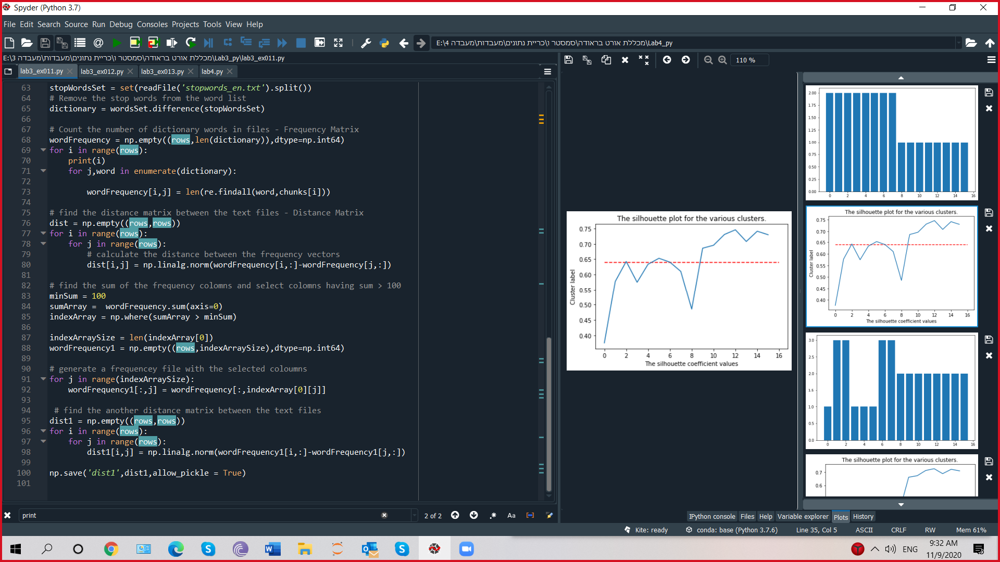 Spyder (Python 3.7)
File Edit Search Source Run Debug Consoles Projects Tools View Help
E:\מכללת אורט בראודה\סמסטר ו\כריית נתונים\מעבדות\מעבדה 4\Lab4_py
E:\מכללת אורט בראודה\סמסטר ו\כריית נתונים\מעבדות\מעבדה 3\Lab3_py\lab3_ex011.py
110 %
lab3_ex011.py lab3_ex012.py lab3_ex013.py lab4.py
63 stopWordsSet = set(readFile('stopwords_en.txt').split())
64 # Remove the stop words from the word list
65 dictionary = wordsSet.difference(stopWordsSet)
66
67 # Count the number of dictionary words in files - Frequency Matrix
68 wordFrequency = np.empty((rows,len(dictionary)),dtype=np.int64)
69 for i in range(rows):
70     print(i)
71     for j,word in enumerate(dictionary):
72
73         wordFrequency[i,j] = len(re.findall(word,chunks[i]))
74
75 # find the distance matrix between the text files - Distance Matrix
76 dist = np.empty((rows,rows))
77 for i in range(rows):
78     for j in range(rows):
79         # calculate the distance between the frequency vectors
80         dist[i,j] = np.linalg.norm(wordFrequency[i,:]-wordFrequency[j,:])
81
82 # find the sum of the frequency colomns and select colomns having sum > 100
83 minSum = 100
84 sumArray =  wordFrequency.sum(axis=0)
85 indexArray = np.where(sumArray > minSum)
86
87 indexArraySize = len(indexArray[0])
88 wordFrequency1 = np.empty((rows,indexArraySize),dtype=np.int64)
89
90 # generate a frequencey file with the selected coloumns
91 for j in range(indexArraySize):
92     wordFrequency1[:,j] = wordFrequency[:,indexArray[0][j]]
93
94  # find the another distance matrix between the text files
95 dist1 = np.empty((rows,rows))
96 for i in range(rows):
97     for j in range(rows):
98         dist1[i,j] = np.linalg.norm(wordFrequency1[i,:]-wordFrequency1[j,:])
99
100 np.save('dist1',dist1,allow_pickle = True)
101
print
2 of 2
Aa
The silhouette plot for the various clusters.
Cluster label
0.75
0.70
0.65
0.60
0.55
0.50
0.45
0.40
0 2 4 6 8 10 12 14 16
The silhouette coefficient values
2.00
1.75
1.50
1.25
1.00
0.75
0.50
0.25
0.00
0 2 4 6 8 10 12 14 16
The silhouette plot for the various clusters.
Cluster label
0.75
0.70
0.65
0.60
0.55
0.50
0.45
0.40
0 2 4 6 8 10 12 14 16
The silhouette coefficient values
3.0
2.5
2.0
1.5
1.0
0.5
0.0
0 2 4 6 8 10 12 14 16
The silhouette plot for the various clusters.
0.7
0.6
IPython console Files Help Variable explorer Plots History
Kite: ready conda: base (Python 3.7.6) Line 35, Col 5 ASCII CRLF RW Mem 61%
ENG
9:32 AM
11/9/2020